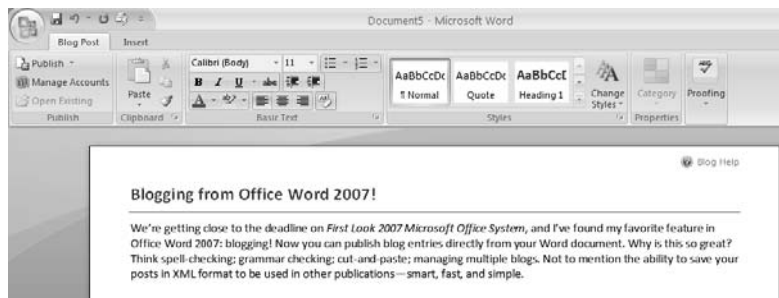 Document5 - Microsoft Word
Blog Post Insert
Publish
Manage Accounts
Open Existing
Publish
Paste
Clipboard
Calibri (Body) 11
B I U abc
A ab
Basic Text
AaBbCcDc AaBbCcDc AaBbCcI
¶ Normal Quote Heading 1
Change
Styles
Styles
Category
Properties
ABC
Proofing
Blog Help
Blogging from Office Word 2007!
We're getting close to the deadline on First Look 2007 Microsoft Office System, and I've found my favorite feature in
Office Word 2007: blogging! Now you can publish blog entries directly from your Word document. Why is this so great?
Think spell-checking; grammar checking; cut-and-paste; managing multiple blogs. Not to mention the ability to save your
posts in XML format to be used in other publications—smart, fast, and simple.